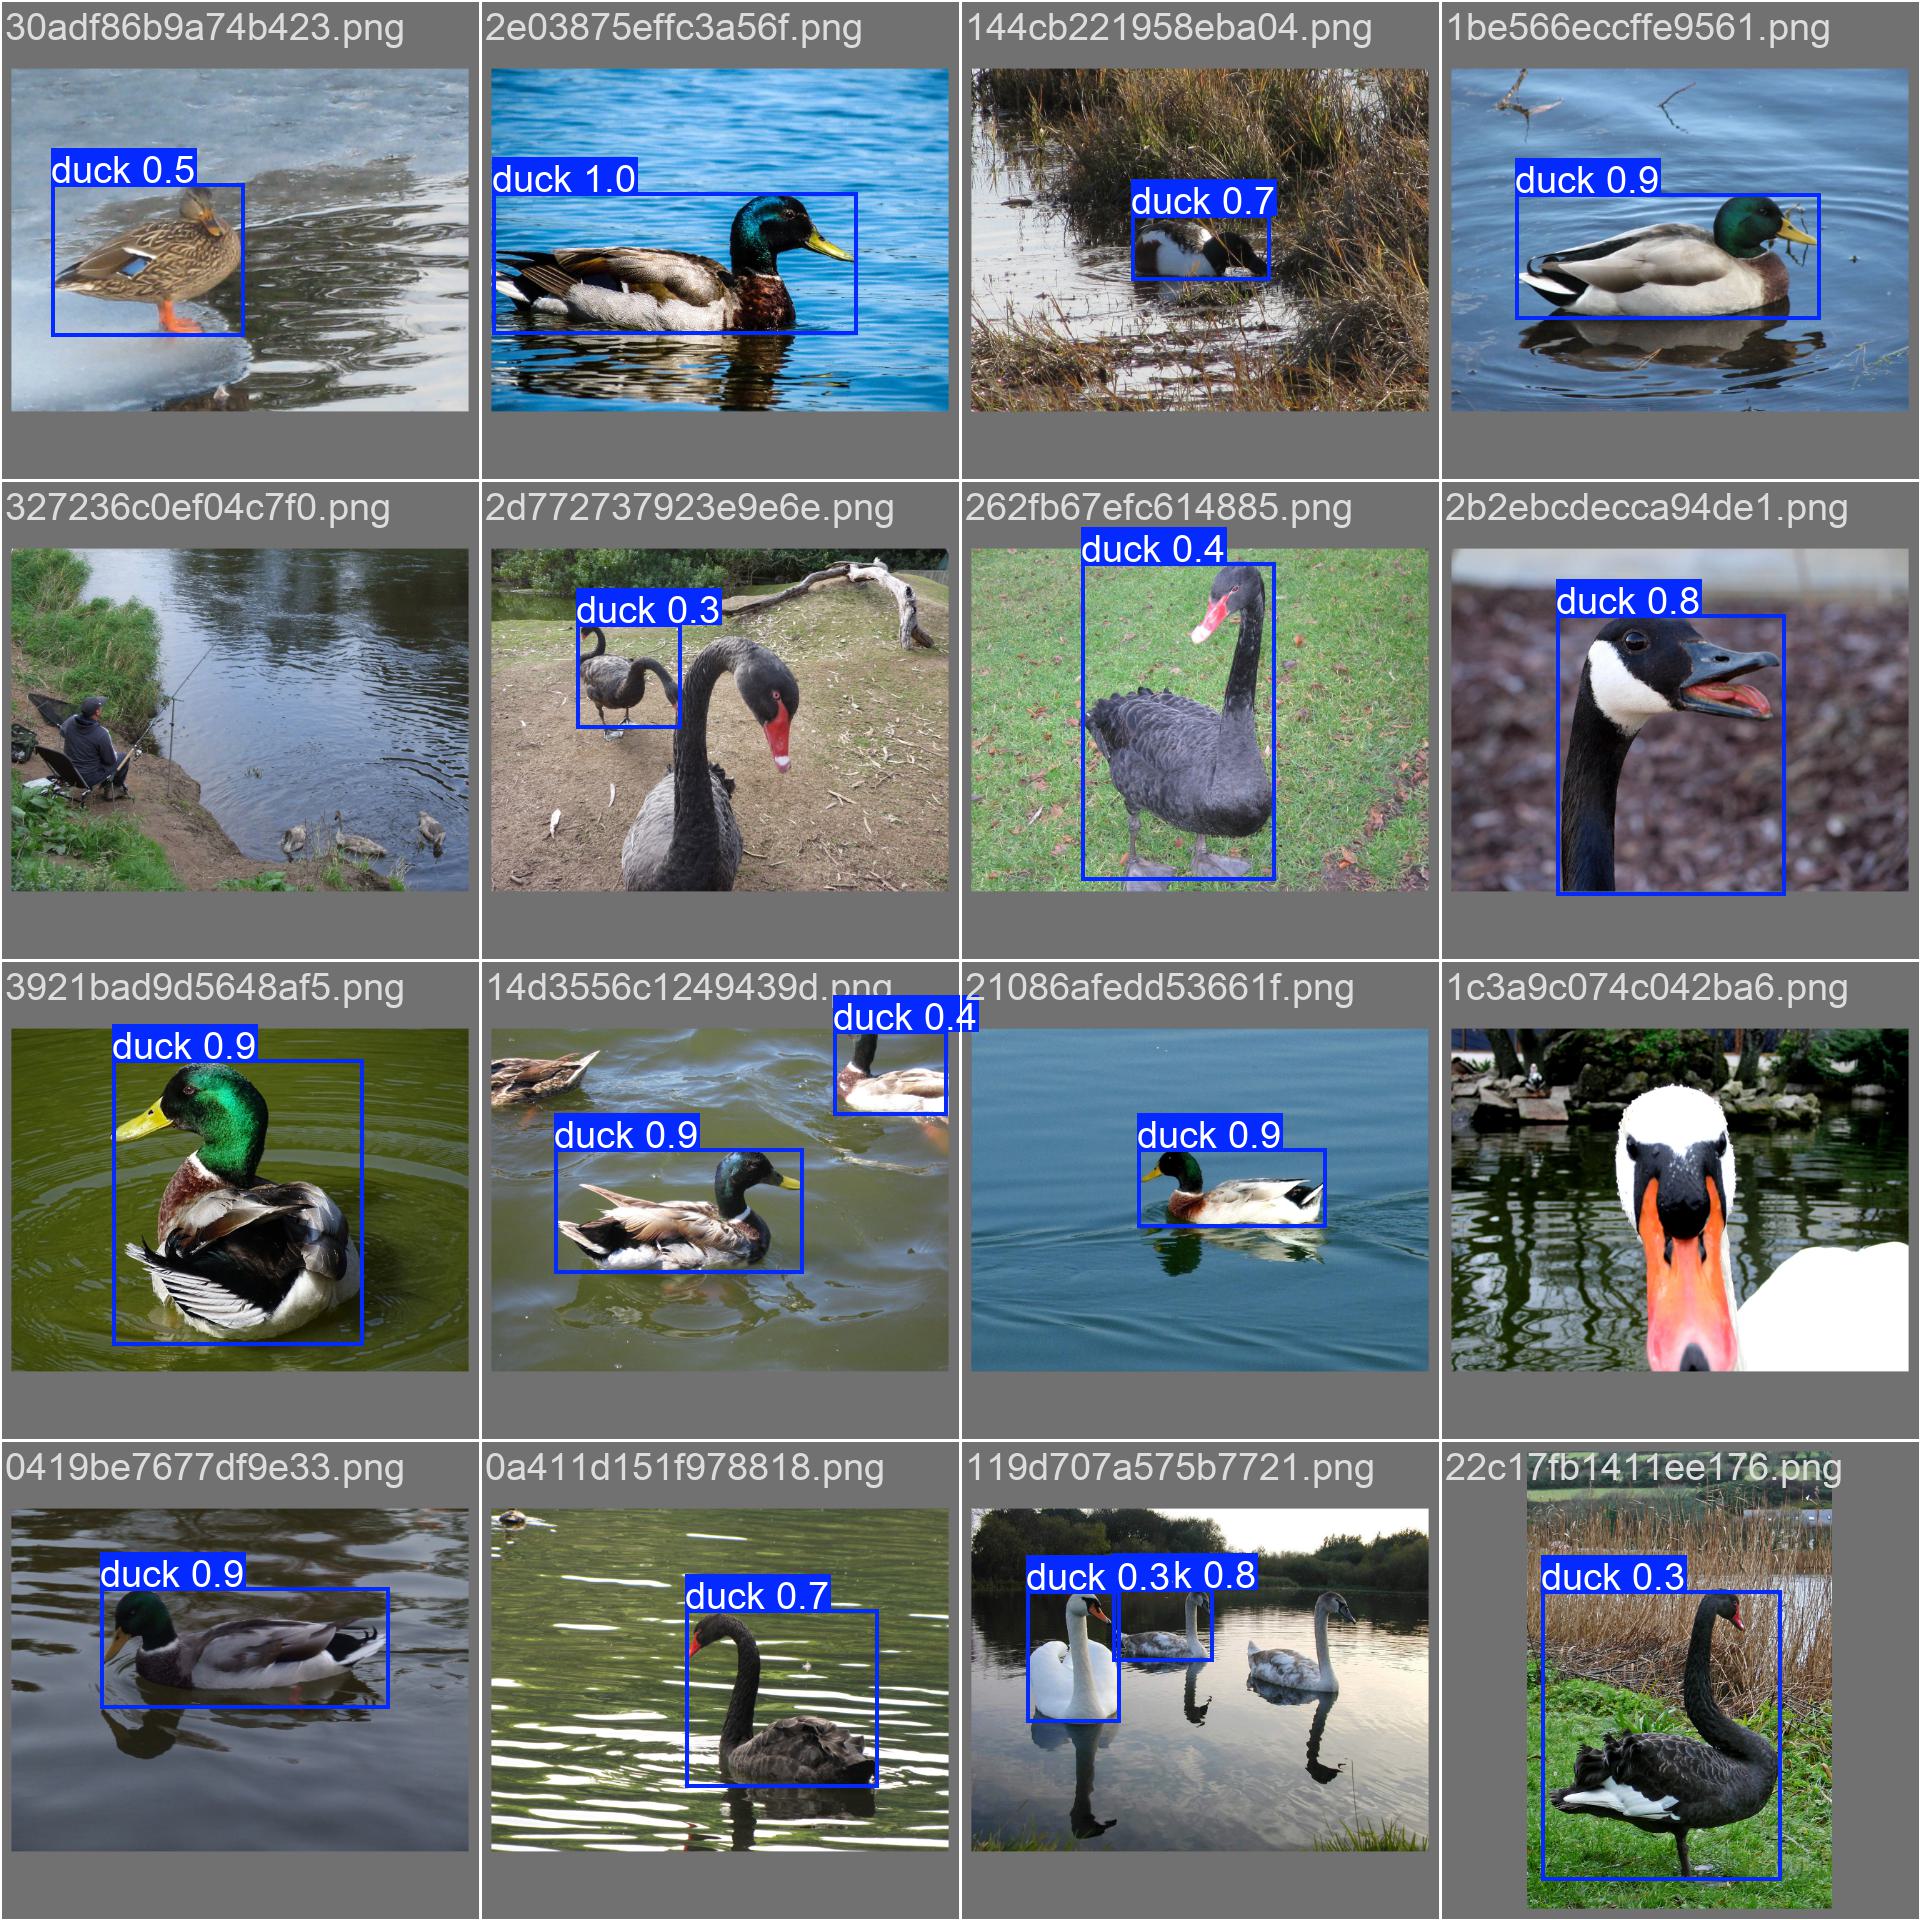 30adf86b9a74b423.png
2e03875effc3a56f.png
144cb221958eba04.png
1be566eccffe9561.png
duck 0.5
duck 1.0
duck 0.7
duck 0.9
327236c0ef04c7f0.png
2d772737923e9e6e.png
262fb67efc614885.png
2b2ebcdecca94de1.png
duck 0.3
duck 0.4
duck 0.8
3921bad9d5648af5.png
14d3556c1249439d.png
21086afedd53661f.png
1c3a9c074c042ba6.png
duck 0.9
duck 0.4
duck 0.9
duck 0.9
0419be7677df9e33.png
0a411d151f978818.png
119d707a575b7721.png
22c17fb1411ee176.png
duck 0.9
duck 0.7
duck 0.3
k 0.8
duck 0.3